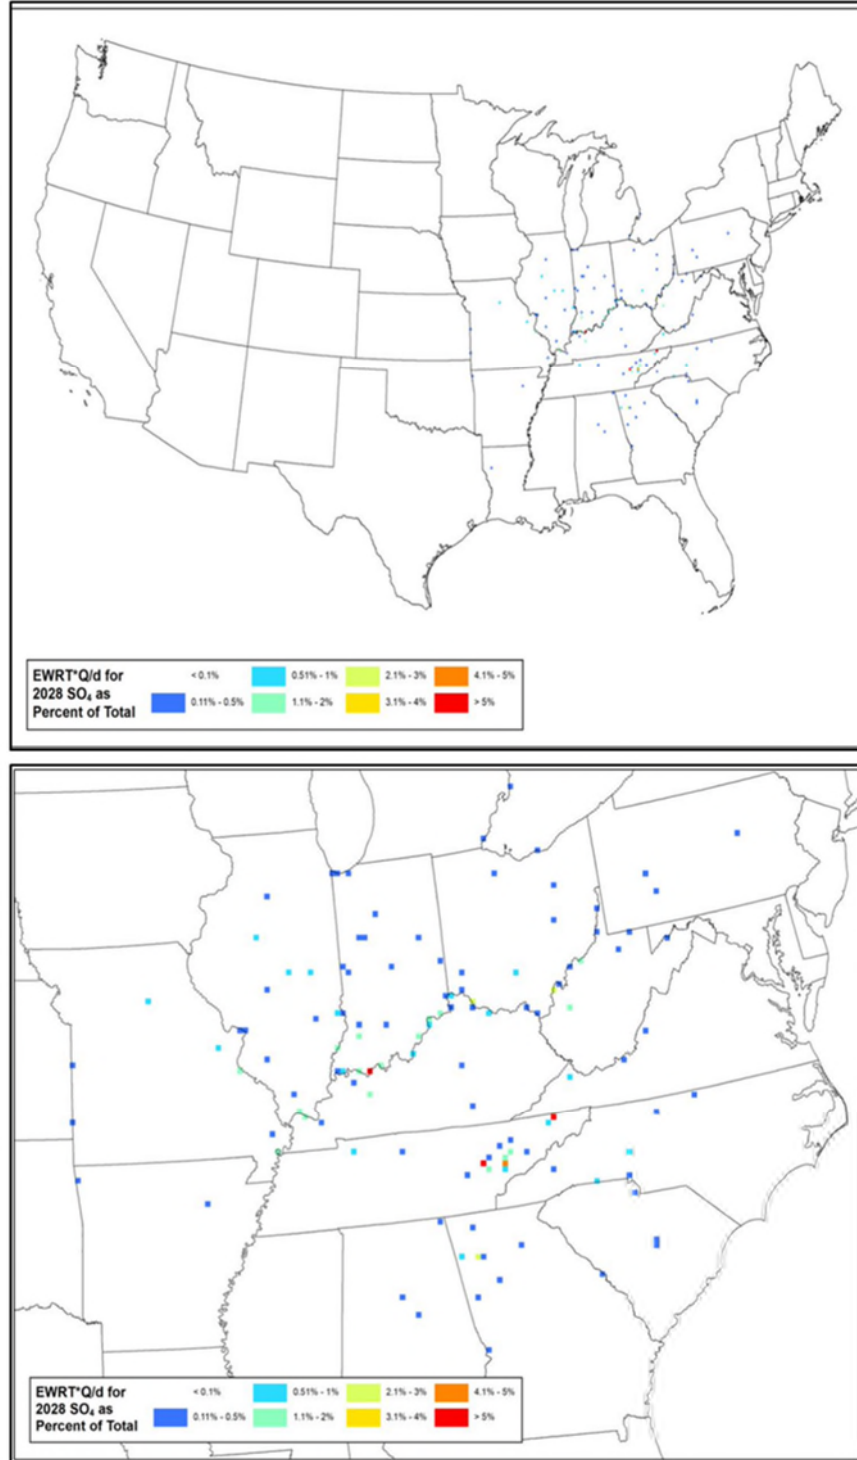 EWRT*Q/d for
2028 SO₄ as
Percent of Total
< 0.1%
0.51% - 1%
2.1% - 3%
4.1% - 5%
0.11% - 0.5%
1.1% - 2%
3.1% - 4%
> 5%
EWRT*Q/d for
2028 SO₄ as
Percent of Total
< 0.1%
0.51% - 1%
2.1% - 3%
4.1% - 5%
0.11% - 0.5%
1.1% - 2%
3.1% - 4%
> 5%